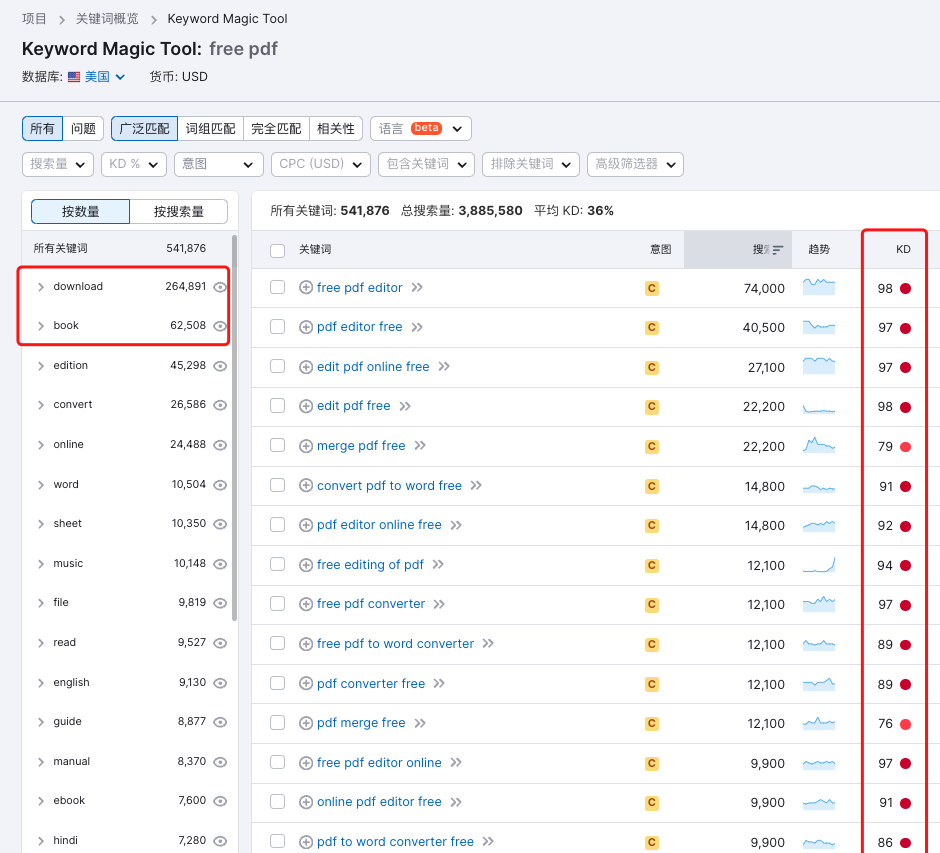 项目 > 关键词概览 > Keyword Magic Tool
Keyword Magic Tool: free pdf
数据库: 美国 货币: USD
所有 问题 广泛匹配 词组匹配 完全匹配 相关性 语言 beta
搜索量 KD % 意图 CPC (USD) 包含关键词 排除关键词 高级筛选器
按数量 按搜索量
所有关键词 541,876
download 264,891
book 62,508
edition 45,298
convert 26,586
online 24,488
word 10,504
sheet 10,350
music 10,148
file 9,819
read 9,527
english 9,130
guide 8,877
manual 8,370
ebook 7,600
hindi 7,280
所有关键词: 541,876 总搜索量: 3,885,580 平均 KD: 36%
关键词 意图 搜 趋势 KD
free pdf editor C 74,000 98
pdf editor free C 40,500 97
edit pdf online free C 27,100 97
edit pdf free C 22,200 98
merge pdf free C 22,200 79
convert pdf to word free C 14,800 91
pdf editor online free C 14,800 92
free editing of pdf C 12,100 94
free pdf converter C 12,100 97
free pdf to word converter C 12,100 89
pdf converter free C 12,100 89
pdf merge free C 12,100 76
free pdf editor online C 9,900 97
online pdf editor free C 9,900 91
pdf to word converter free C 9,900 86